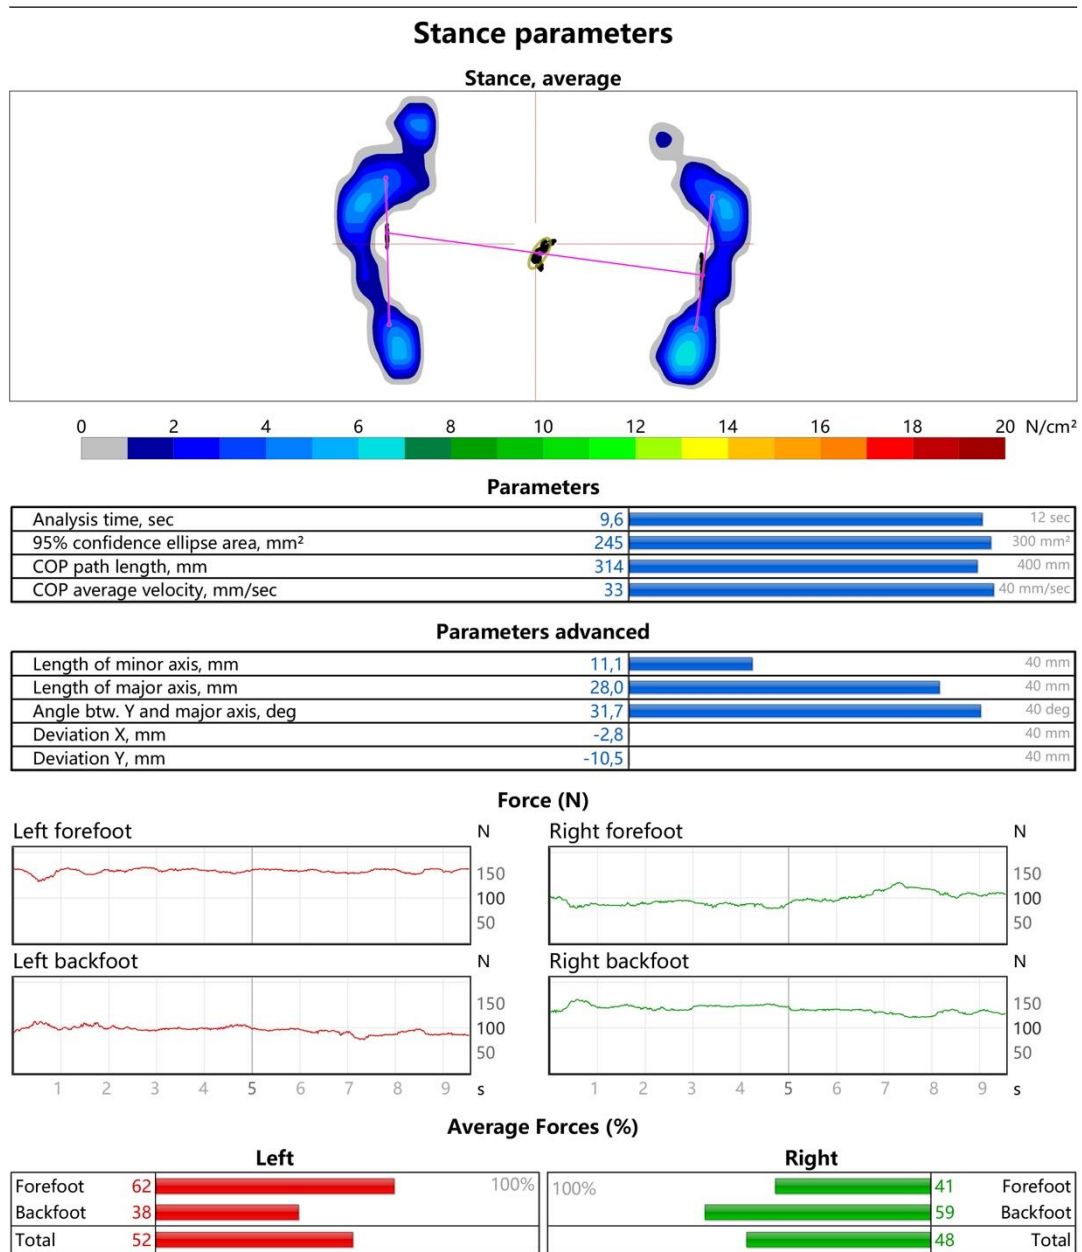 Stance parameters
Stance, average
0 2 4 6 8 10 12 14 16 18 20 N/cm²
Parameters
Analysis time, sec 9,6 12 sec
95% confidence ellipse area, mm² 245 300 mm²
COP path length, mm 314 400 mm
COP average velocity, mm/sec 33 40 mm/sec
Parameters advanced
Length of minor axis, mm 11,1 40 mm
Length of major axis, mm 28,0 40 mm
Angle btw. Y and major axis, deg 31,7 40 deg
Deviation X, mm -2,8 40 mm
Deviation Y, mm -10,5 40 mm
Force (N)
Left forefoot N Right forefoot N
150 150
100 100
50 50
Left backfoot N Right backfoot N
150 150
100 100
50 50
1 2 3 4 5 6 7 8 9 s 1 2 3 4 5 6 7 8 9 s
Average Forces (%)
Left Right
Forefoot 62 100% 100% 41 Forefoot
Backfoot 38 59 Backfoot
Total 52 48 Total